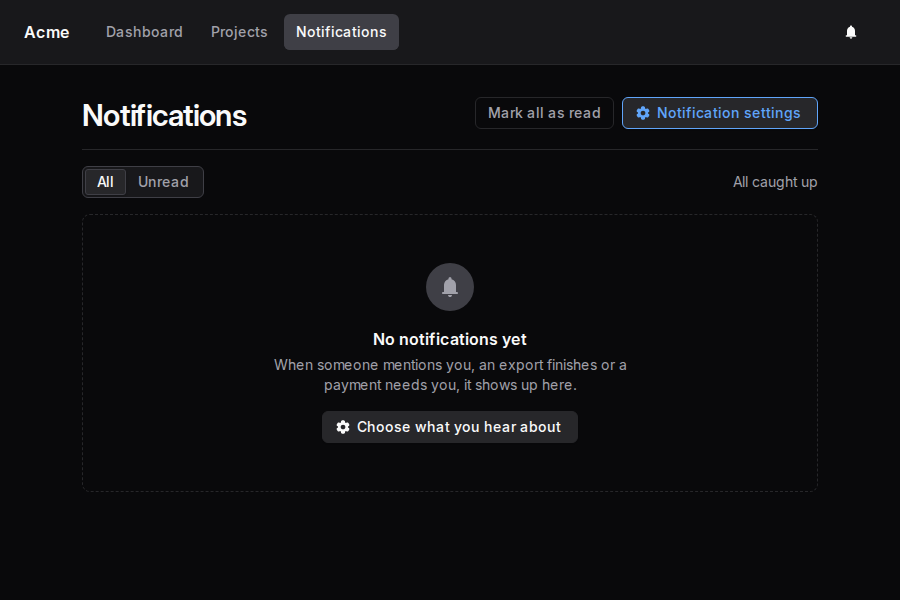 Acme Dashboard Projects Notifications
Notifications
Mark all as read
Notification settings
All Unread
All caught up
No notifications yet
When someone mentions you, an export finishes or a
payment needs you, it shows up here.
Choose what you hear about